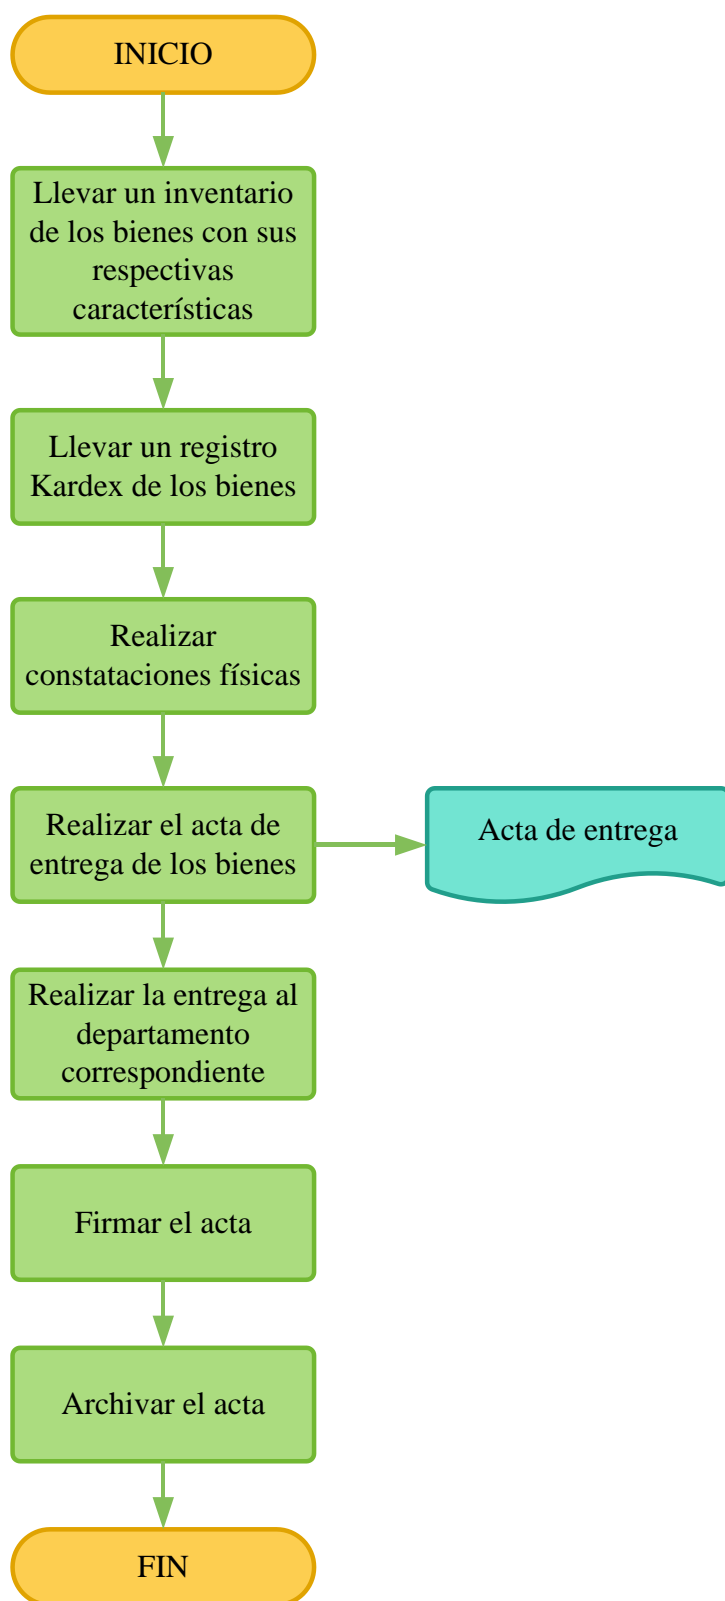 INICIO
Llevar un inventario
de los bienes con sus
respectivas
características
Llevar un registro
Kardex de los bienes
Realizar
constataciones físicas
Realizar el acta de
entrega de los bienes
Acta de entrega
Realizar la entrega al
departamento
correspondiente
Firmar el acta
Archivar el acta
FIN